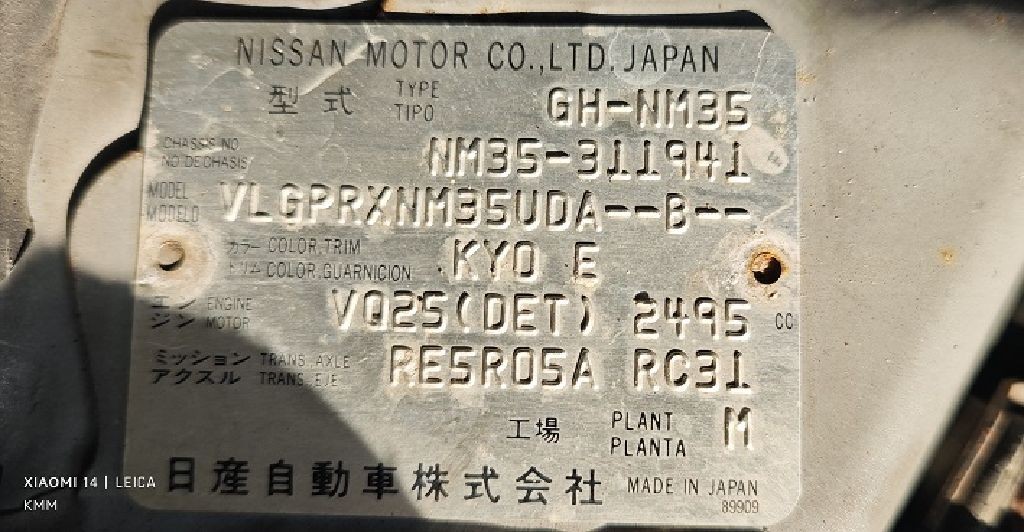 NISSAN MOTOR CO.,LTD. JAPAN
型式 TYPE TIPO GH-NM35
CHASSIS NO. NO DE CHASIS NM35-311941
MODEL MODELO VLGPRXNM35UDA--B--
カラー COLOR,TRIM トリム COLOR,GUARNICION KY0 E
エンジン ENGINE MOTOR VQ25(DET) 2495 CC
ミッション TRANS.,AXLE アクスル TRANS.,EJE RE5R05A RC31
工場 PLANT PLANTA M
日産自動車株式会社 MADE IN JAPAN
89909
XIAOMI 14 | LEICA
KMM